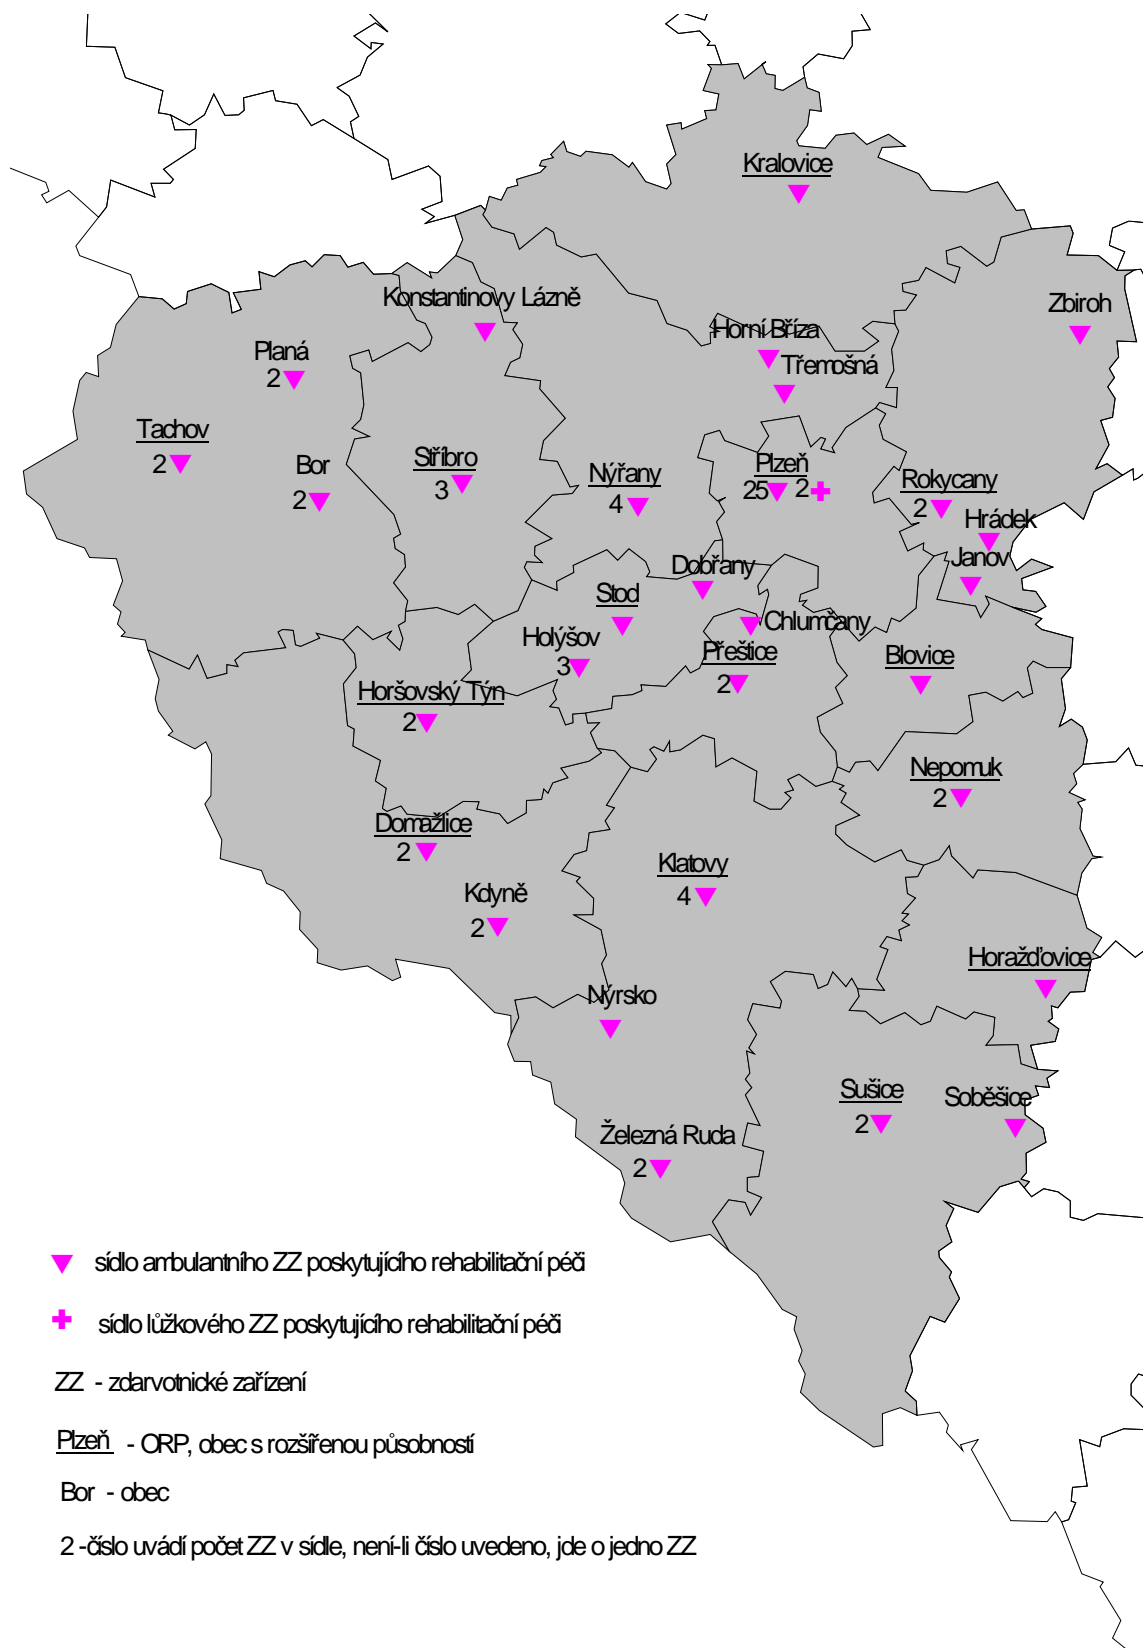 Kralovice
Konstantinovy Lázně
Zbiroh
Horní Bříza
Planá
2
Třemošná
Tachov
2
Bor
2
Stříbro
3
Nýřany
4
Plzeň
25 2
Rokycany
2
Hrádek
Janov
Dobřany
Stod
Chlumčany
Holýšov
3
Přeštice
2
Blovice
Horšovský Týn
2
Nepomuk
2
Domažlice
2
Klatovy
4
Kdyně
2
Horažďovice
Nýrsko
Sušice
2
Soběšice
Železná Ruda
2
sídlo ambulantního ZZ poskytujícího rehabilitační péči
sídlo lůžkového ZZ poskytujícího rehabilitační péči
ZZ - zdarvotnické zařízení
Plzeň - ORP, obec s rozšířenou působností
Bor - obec
2 -číslo uvádí počet ZZ v sídle, není-li číslo uvedeno, jde o jedno ZZ